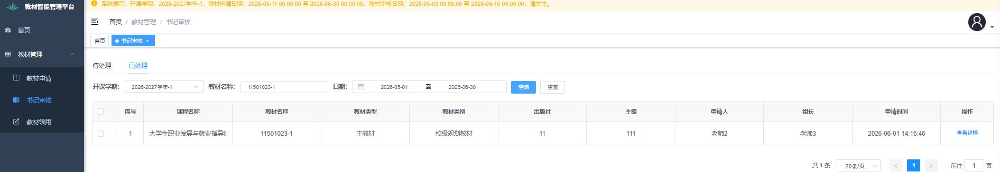 教材智能管理平台
系统提示：开课学期：2026-2027学年-1，教材申请日期：2026-05-11 00:00:00 至 2026-06-30 00:00:00，教材审核日期：2026-05-03 00:00:00 至 2026-06-10 00:00:00，请关注。
首页 / 教材管理 / 书记审核
首页
首页 书记审核 ×
教材管理
教材申请
书记审核
教材领用
待处理 已处理
开课学期: 2026-2027学年-1 教材名称: 11501023-1 日期: 2026-05-01 至 2026-06-30 查询 重置
序号 课程名称 教材名称 教材类型 教材类别 出版社 主编 申请人 组长 申请时间 操作
1 大学生职业发展与就业指导II 11501023-1 主教材 校级规划教材 11 111 老师2 老师3 2026-06-01 14:16:46 查看详情
共 1 条 20条/页 < 1 > 前往 1 页